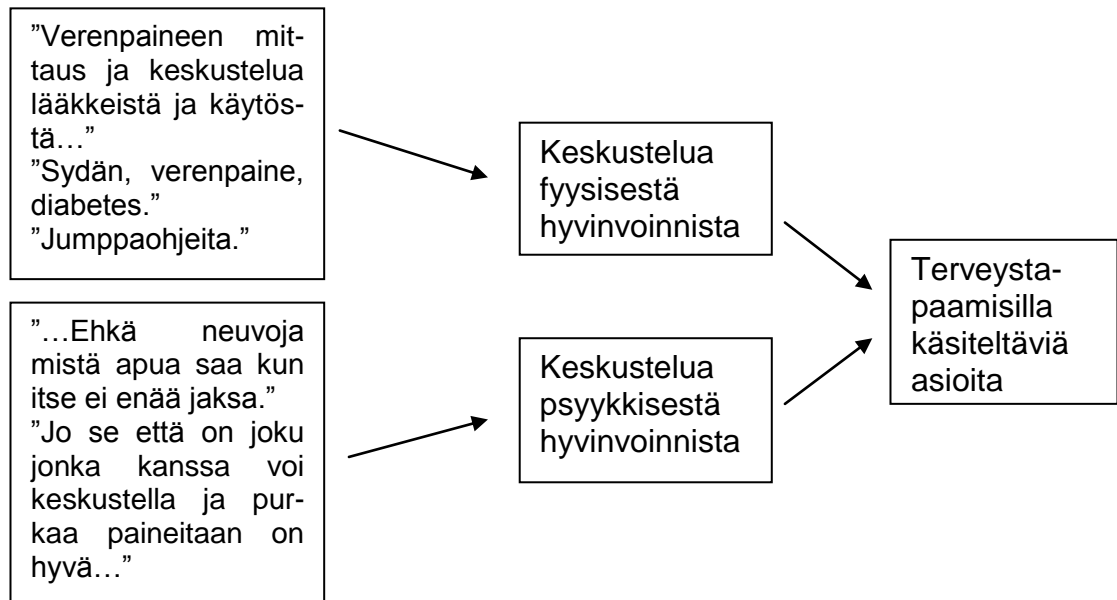 ”Verenpaineen mit-
taus ja keskustelua
lääkkeistä ja käytös-
tä…”
”Sydän, verenpaine,
diabetes.”
”Jumppaohjeita.”
”…Ehkä neuvoja
mistä apua saa kun
itse ei enää jaksa.”
”Jo se että on joku
jonka kanssa voi
keskustella ja pur-
kaa paineitaan on
hyvä…”
Keskustelua
fyysisestä
hyvinvoinnista
Keskustelua
psyykkisestä
hyvinvoinnista
Terveysta-
paamisilla
käsiteltäviä
asioita